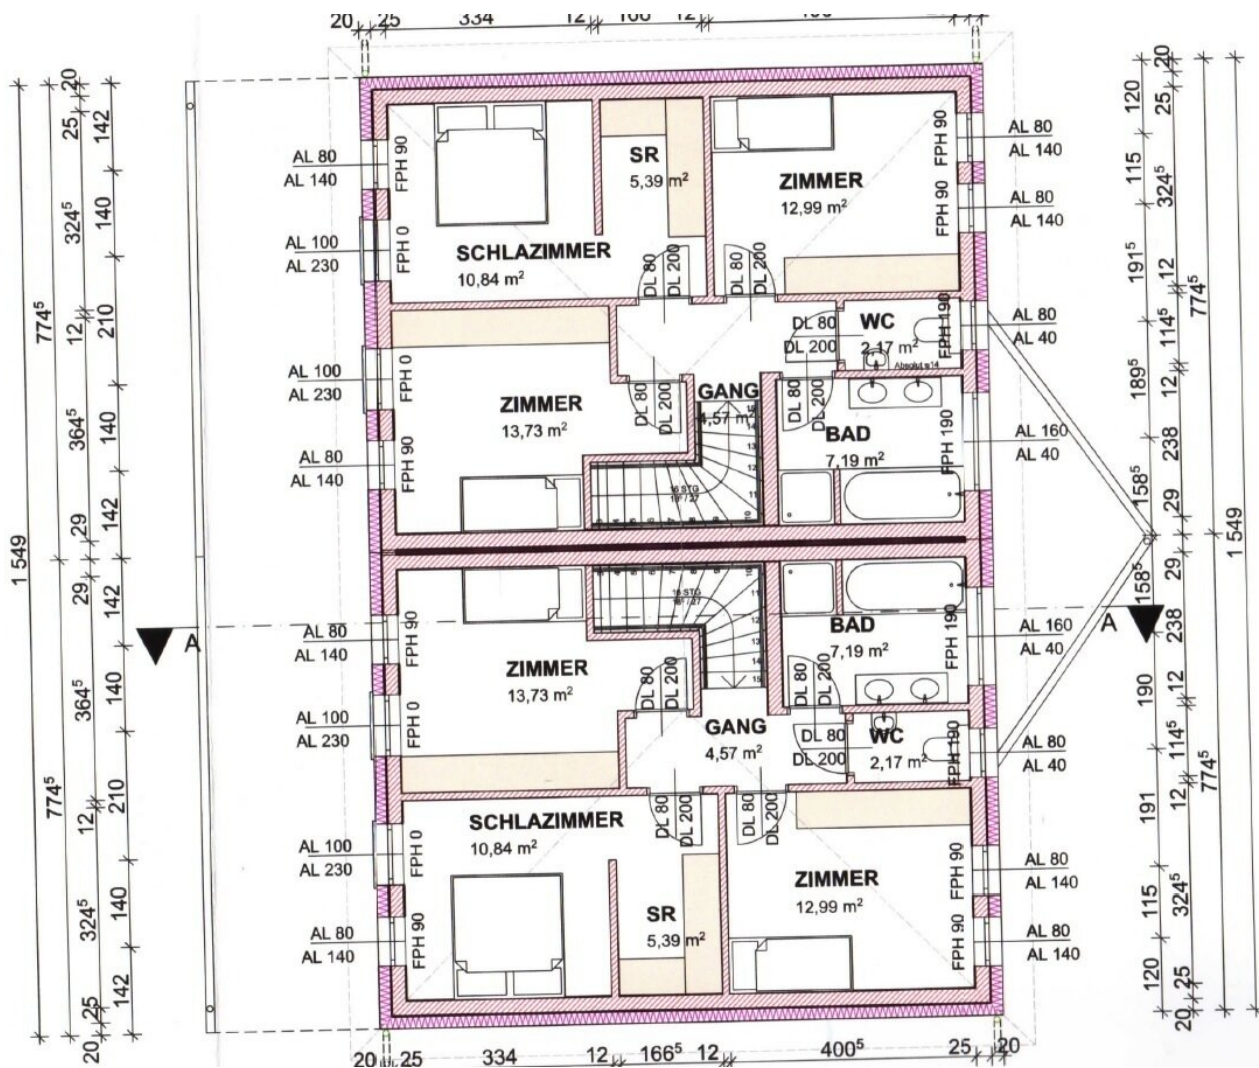 20 25 334 12 166 12
20 25 142 140 210 140 142
20 25 324⁵ 12 364⁵ 29
774⁵
1 549
142 140 210 140 142
29 364⁵ 12 324⁵ 25 20
774⁵
20 25 120 115 191⁵ 189⁵ 158⁵
324⁵ 12 114⁵ 12 238 29
774⁵
158⁵ 190 191 115 120
29 238 12 114⁵ 12 324⁵ 25 20
774⁵
1 549
AL 80
AL 140
FPH 90
AL 100
AL 230
FPH 0
AL 100
AL 230
FPH 0
AL 80
AL 140
FPH 90
SR
5,39 m²
ZIMMER
12,99 m²
SCHLAZIMMER
10,84 m²
DL 80
DL 200
DL 80
DL 200
FPH 90
AL 80
AL 140
FPH 90
AL 80
AL 140
DL 80
DL 200
WC
2,17 m²
FPH 190
AL 80
AL 40
ZIMMER
13,73 m²
DL 80
DL 200
GANG
4,57 m²
DL 80
DL 200
BAD
7,19 m²
FPH 190
AL 160
AL 40
16 STG
A
AL 80
AL 140
FPH 90
ZIMMER
13,73 m²
BAD
7,19 m²
FPH 190
AL 160
AL 40
A
AL 100
AL 230
FPH 0
DL 80
DL 200
GANG
4,57 m²
DL 80
DL 200
DL 80
DL 200
WC
2,17 m²
FPH 190
AL 80
AL 40
SCHLAZIMMER
10,84 m²
DL 80
DL 200
DL 80
DL 200
AL 100
AL 230
FPH 0
ZIMMER
12,99 m²
FPH 90
AL 80
AL 140
SR
5,39 m²
AL 80
AL 140
FPH 90
FPH 90
AL 80
AL 140
20 25 334 12 166⁵ 12 400⁵ 25 20